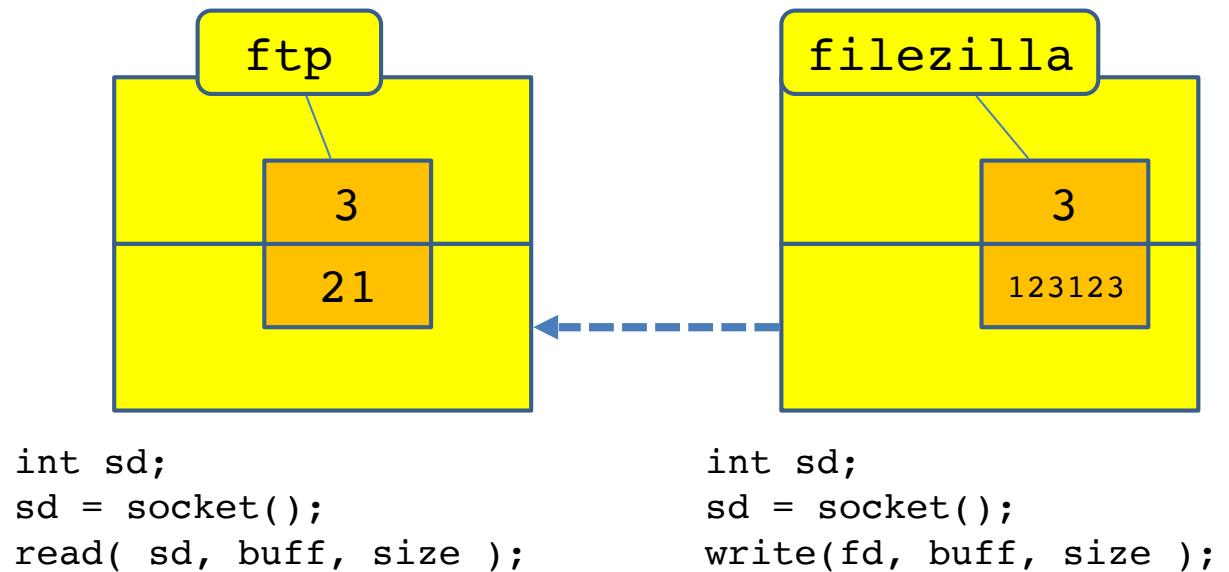 ftp
3
21
filezilla
3
123123
int sd;
sd = socket();
read( sd, buff, size );
int sd;
sd = socket();
write(fd, buff, size );